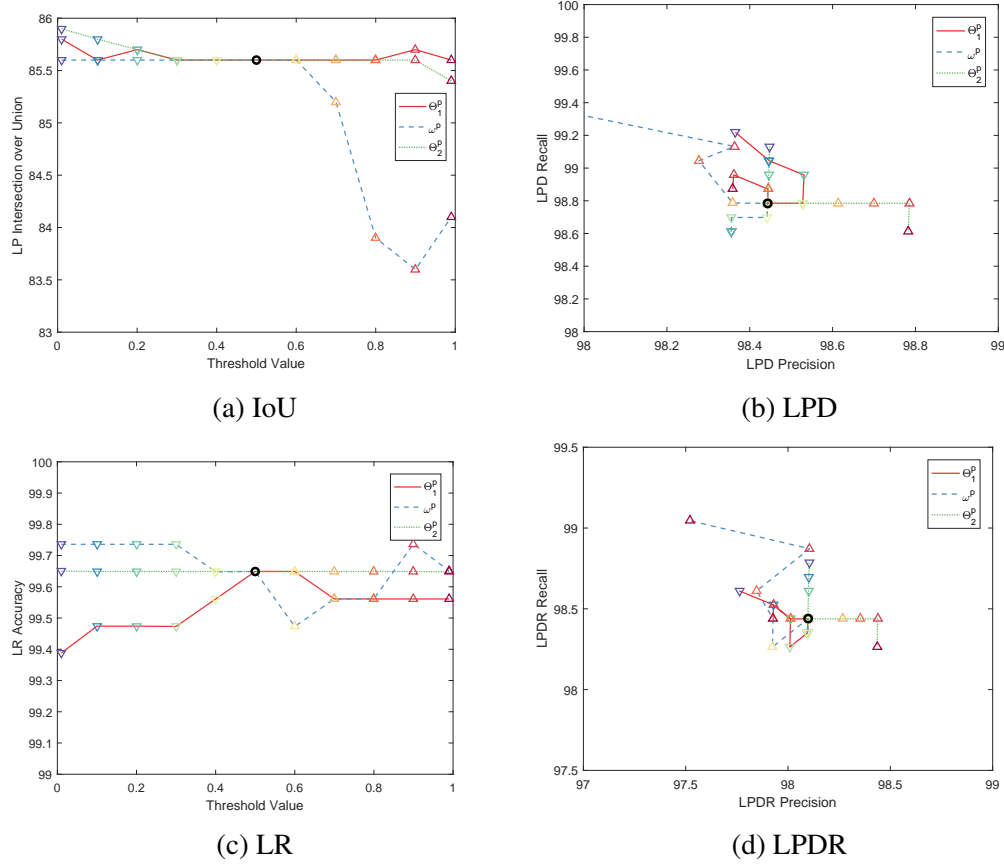 86
85.5
85
84.5
84
83.5
83
0
0.2
0.4
0.6
0.8
1
LP Intersection over Union
Threshold Value
Θ₁ᵖ
ωᵖ
Θ₂ᵖ
(a) IoU
100
99.8
99.6
99.4
99.2
99
98.8
98.6
98.4
98.2
98
98
98.2
98.4
98.6
98.8
99
LPD Recall
LPD Precision
Θ₁ᵖ
ωᵖ
Θ₂ᵖ
(b) LPD
100
99.9
99.8
99.7
99.6
99.5
99.4
99.3
99.2
99.1
99
0
0.2
0.4
0.6
0.8
1
LR Accuracy
Threshold Value
Θ₁ᵖ
ωᵖ
Θ₂ᵖ
(c) LR
99.5
99
98.5
98
97.5
97
97.5
98
98.5
99
LPDR Recall
LPDR Precision
Θ₁ᵖ
ωᵖ
Θ₂ᵖ
(d) LPDR